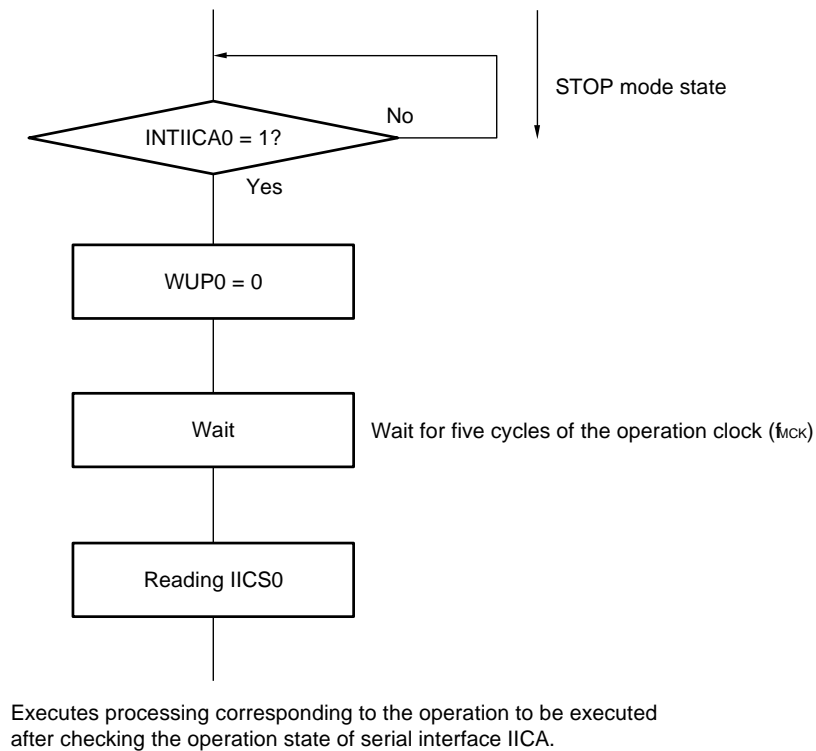 STOP mode state
No
INTIICA0 = 1?
Yes
WUP0 = 0
Wait
Wait for five cycles of the operation clock (fMCK)
Reading IICS0
Executes processing corresponding to the operation to be executed
after checking the operation state of serial interface IICA.